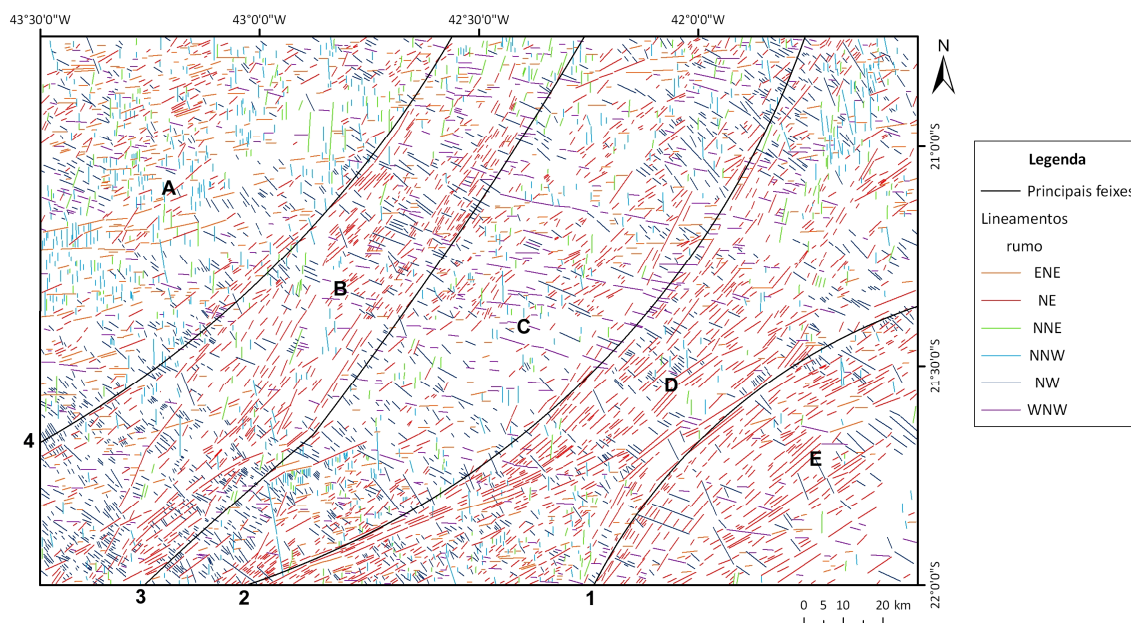 43°30'0"W
43°0'0"W
42°30'0"W
42°0'0"W
N
21°0'0"S
21°30'0"S
22°0'0"S
A
B
C
D
E
4
3
2
1
Legenda
Principais feixes
Lineamentos
rumo
ENE
NE
NNE
NNW
NW
WNW
0 5 10 20 km